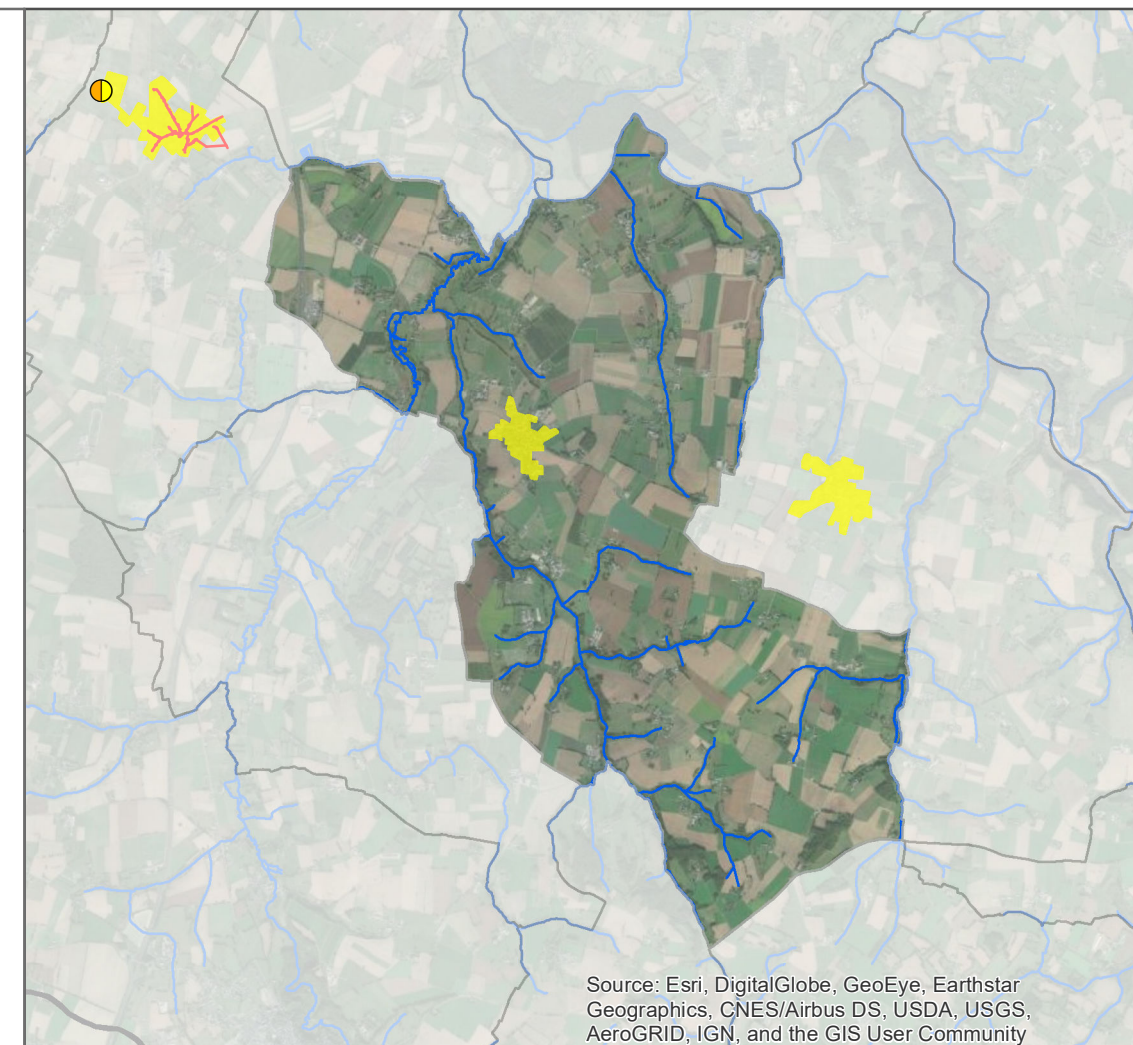 Source: Esri, DigitalGlobe, GeoEye, Earthstar
Geographics, CNES/Airbus DS, USDA, USGS,
AeroGRID, IGN, and the GIS User Community